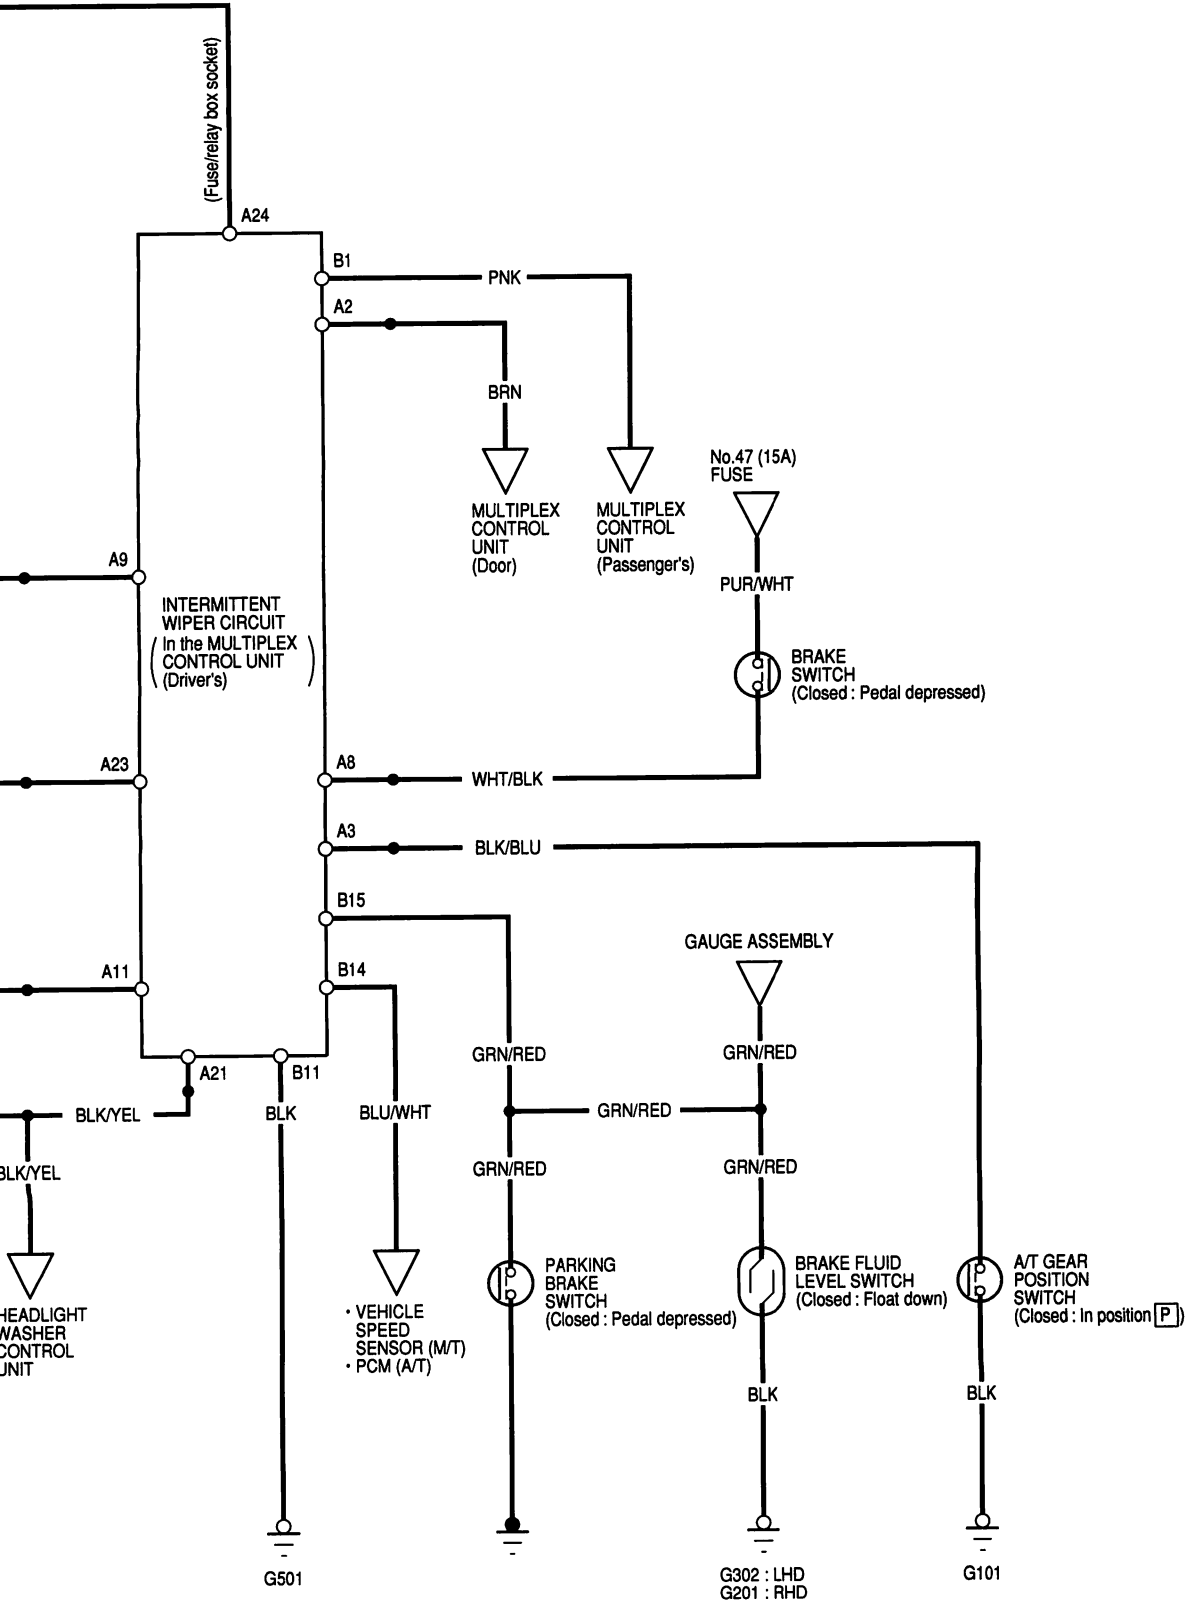 (Fuse/relay box socket)
A24
B1
PNK
A2
BRN
No.47 (15A)
FUSE
MULTIPLEX
CONTROL
UNIT
(Door)
MULTIPLEX
CONTROL
UNIT
(Passenger's)
A9
PUR/WHT
INTERMITTENT
WIPER CIRCUIT
(In the MULTIPLEX
CONTROL UNIT
(Driver's))
BRAKE
SWITCH
(Closed : Pedal depressed)
A23
A8
WHT/BLK
A3
BLK/BLU
B15
GAUGE ASSEMBLY
A11
B14
GRN/RED
GRN/RED
A21
B11
BLK/YEL
BLK
BLU/WHT
GRN/RED
BLK/YEL
GRN/RED
GRN/RED
PARKING
BRAKE
SWITCH
(Closed : Pedal depressed)
BRAKE FLUID
LEVEL SWITCH
(Closed : Float down)
A/T GEAR
POSITION
SWITCH
(Closed : In position P)
HEADLIGHT
WASHER
CONTROL
UNIT
· VEHICLE
SPEED
SENSOR (M/T)
· PCM (A/T)
BLK
BLK
G501
G302 : LHD
G201 : RHD
G101